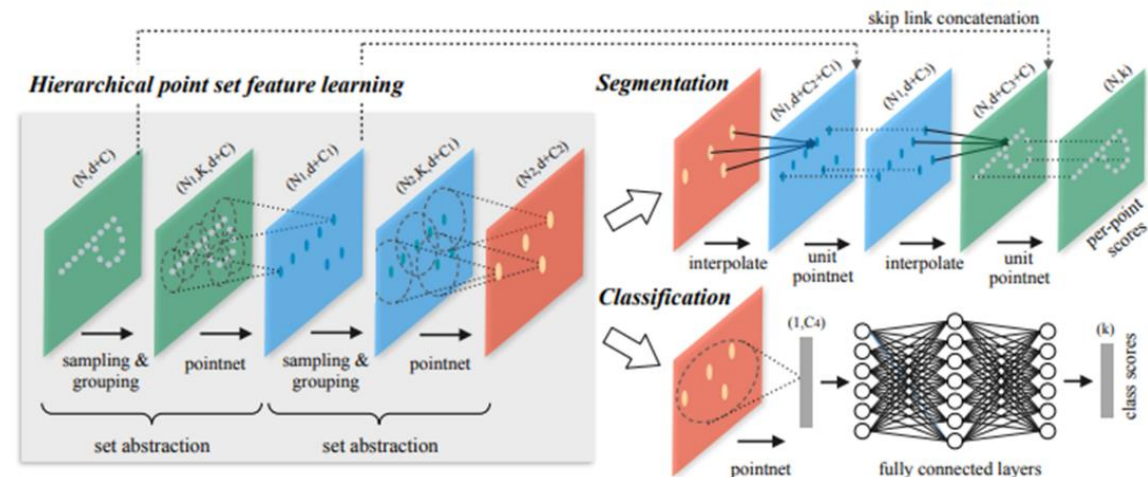 skip link concatenation
Hierarchical point set feature learning
(N,d+C)
(N1,K,d+C)
(N1,d+C1)
(N2,K,d+C1)
(N2,d+C2)
sampling &
grouping
pointnet
sampling &
grouping
pointnet
set abstraction
set abstraction
Segmentation
(N1,d+C2+C1)
(N1,d+C3)
(N,d+C3+C)
(N,k)
interpolate
unit
pointnet
interpolate
unit
pointnet
per-point
scores
Classification
(1,C4)
(k)
class scores
pointnet
fully connected layers